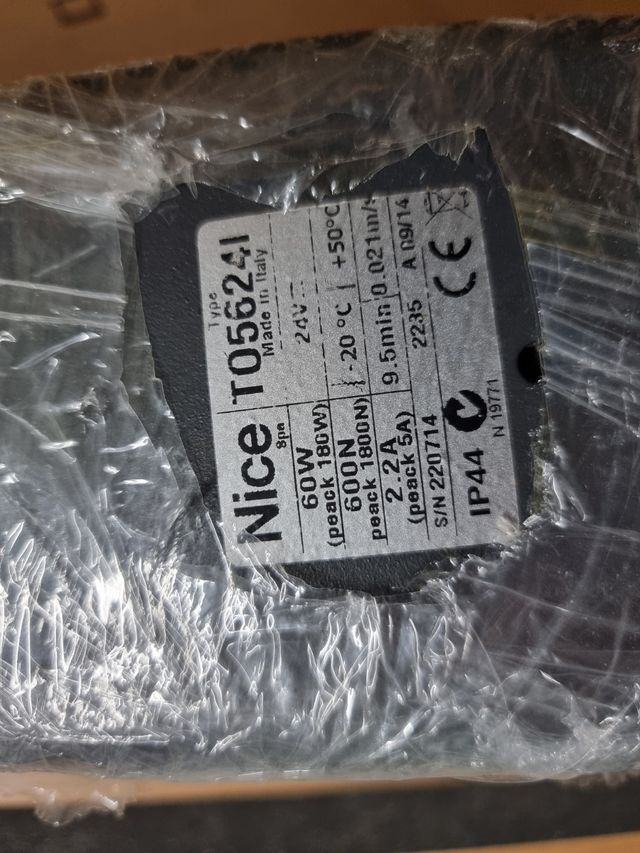 Nice
Spa
Type
TO5624I
Made in Italy
60W
(peack 180W)
24V
600N
peack 1800N)
-20 °C
+50°C
2.2A
(peack 5A)
9.5min
0.021m/s
S/N 220714
2235
A 09/14
IP44
N 19771
CE